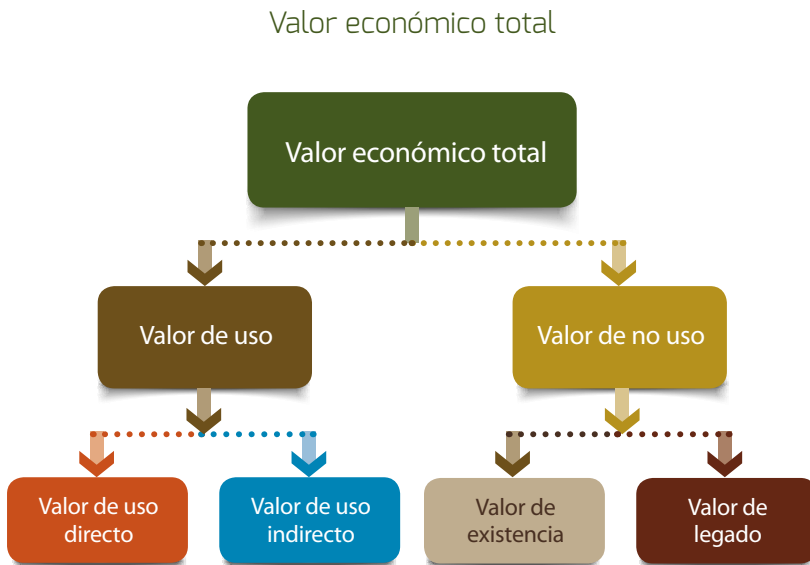 Valor económico total
Valor económico total
Valor de uso
Valor de no uso
Valor de uso
directo
Valor de uso
indirecto
Valor de
existencia
Valor de
legado